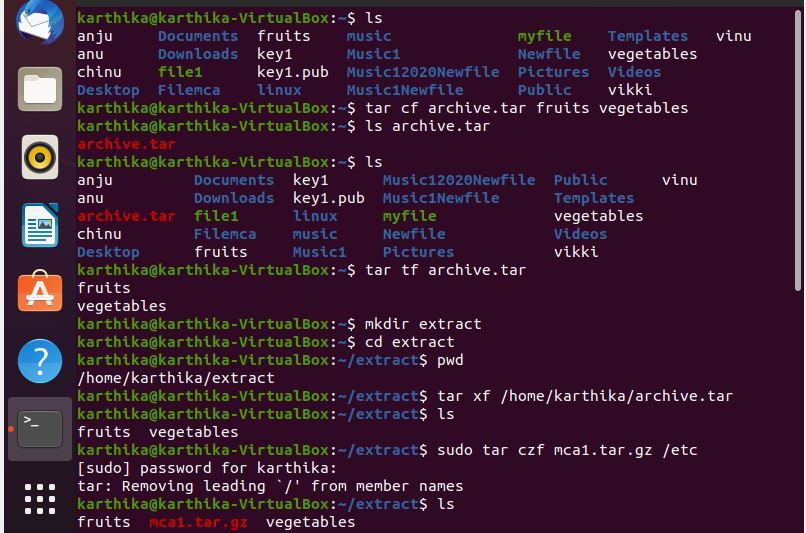 karthika@karthika-VirtualBox:~$ ls
anju Documents fruits music myfile Templates vinu
anu Downloads key1 Music1 Newfile vegetables
chinu file1 key1.pub Music12020Newfile Pictures Videos
Desktop Filemca linux Music1Newfile Public vikki
karthika@karthika-VirtualBox:~$ tar cf archive.tar fruits vegetables
karthika@karthika-VirtualBox:~$ ls archive.tar
archive.tar
karthika@karthika-VirtualBox:~$ ls
anju Documents key1 Music12020Newfile Public vinu
anu Downloads key1.pub Music1Newfile Templates
archive.tar file1 linux myfile vegetables
chinu Filemca music Newfile Videos
Desktop fruits Music1 Pictures vikki
karthika@karthika-VirtualBox:~$ tar tf archive.tar
fruits
vegetables
karthika@karthika-VirtualBox:~$ mkdir extract
karthika@karthika-VirtualBox:~$ cd extract
karthika@karthika-VirtualBox:~/extract$ pwd
/home/karthika/extract
karthika@karthika-VirtualBox:~/extract$ tar xf /home/karthika/archive.tar
karthika@karthika-VirtualBox:~/extract$ ls
fruits vegetables
karthika@karthika-VirtualBox:~/extract$ sudo tar czf mca1.tar.gz /etc
[sudo] password for karthika:
tar: Removing leading `/' from member names
karthika@karthika-VirtualBox:~/extract$ ls
fruits mca1.tar.gz vegetables